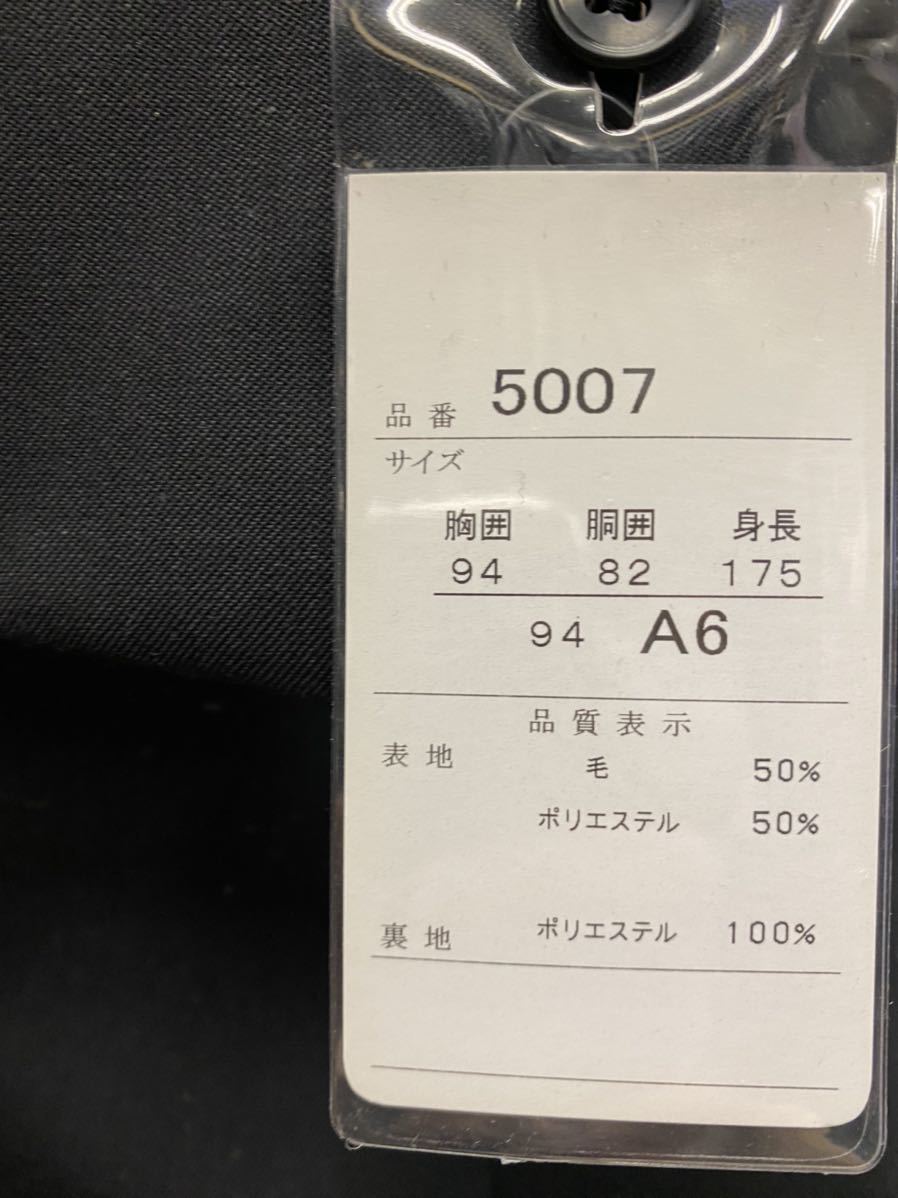 品番 5007
サイズ
胸囲 胴囲 身長
94 82 175
94 A6
品質表示
表地 毛 50%
ポリエステル 50%
裏地 ポリエステル 100%